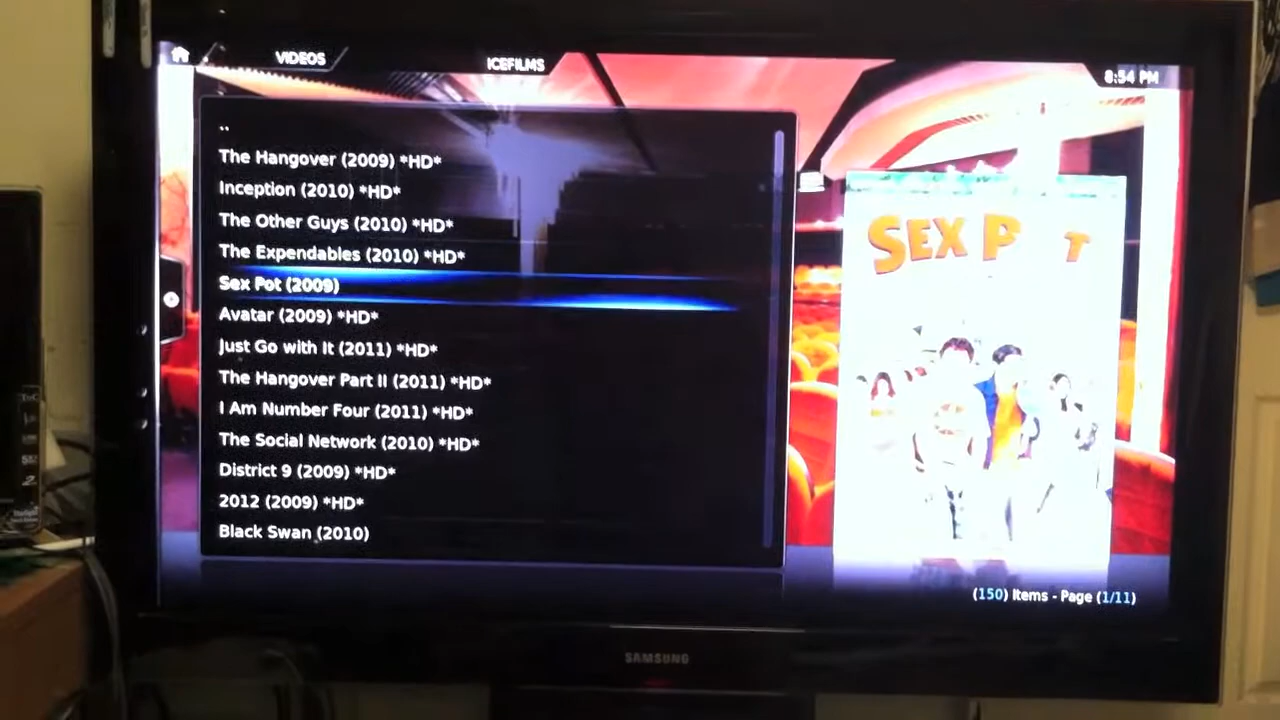 VIDEOS
ICEFILMS
8:54 PM
..
The Hangover (2009) *HD*
Inception (2010) *HD*
The Other Guys (2010) *HD*
The Expendables (2010) *HD*
Sex Pot (2009)
Avatar (2009) *HD*
Just Go with It (2011) *HD*
The Hangover Part II (2011) *HD*
I Am Number Four (2011) *HD*
The Social Network (2010) *HD*
District 9 (2009) *HD*
2012 (2009) *HD*
Black Swan (2010)
SEX P T
(150) Items - Page (1/11)
SAMSUNG